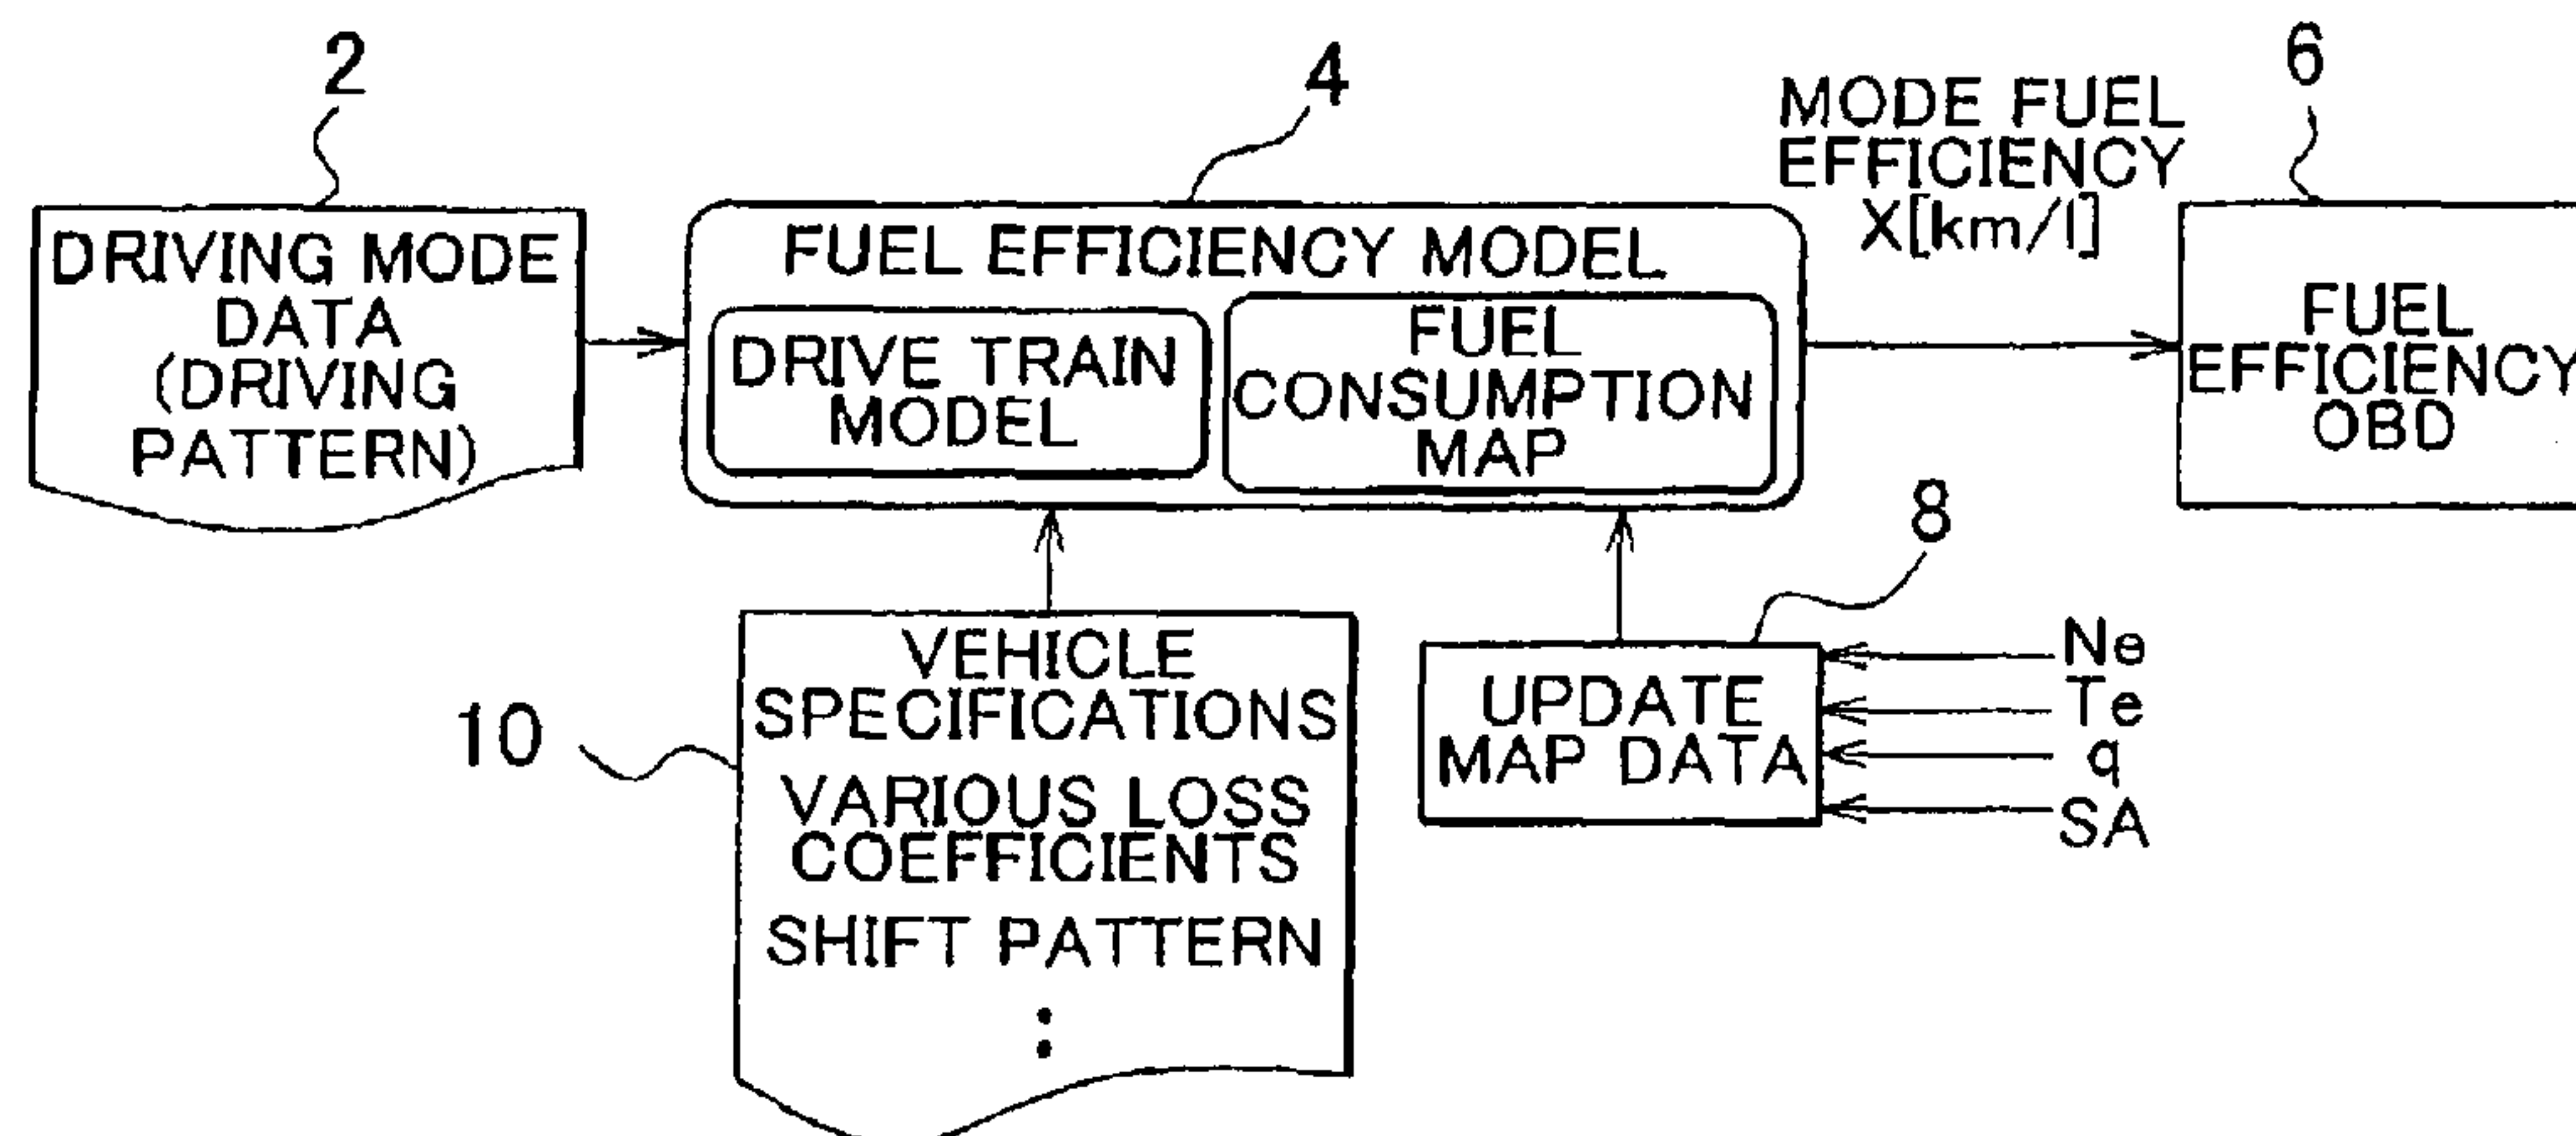 2
4
6
MODE FUEL
EFFICIENCY
X[km/l]
DRIVING MODE
DATA
(DRIVING
PATTERN)
FUEL EFFICIENCY MODEL
DRIVE TRAIN
MODEL
FUEL
CONSUMPTION
MAP
FUEL
EFFICIENCY
OBD
8
10
VEHICLE
SPECIFICATIONS
VARIOUS LOSS
COEFFICIENTS
SHIFT PATTERN
:
UPDATE
MAP DATA
Ne
Te
q
SA